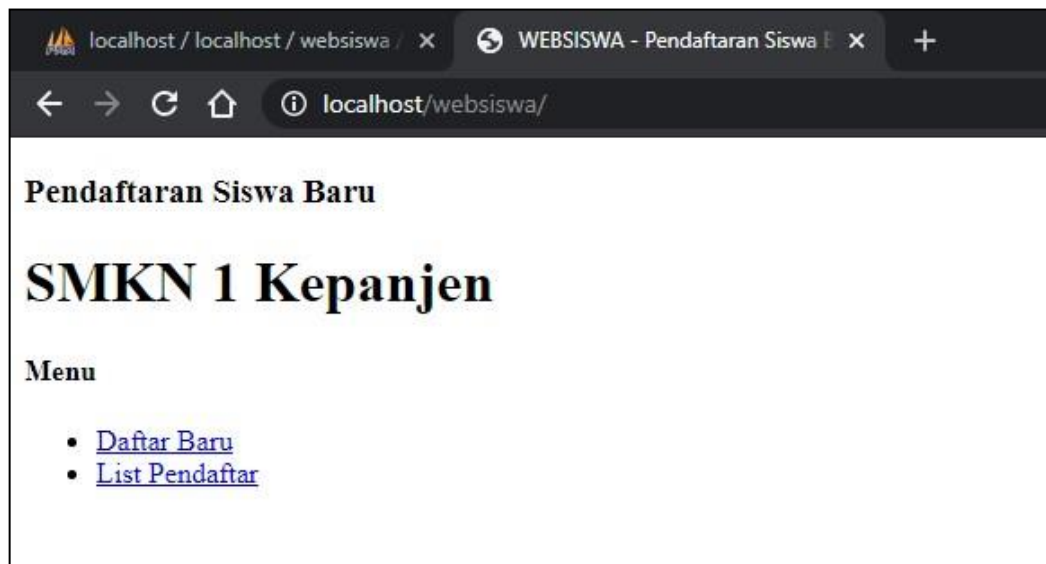 localhost / localhost / websiswa /
WEBSISWA - Pendaftaran Siswa
localhost/websiswa/
Pendaftaran Siswa Baru
SMKN 1 Kepanjen
Menu
Daftar Baru
List Pendaftar